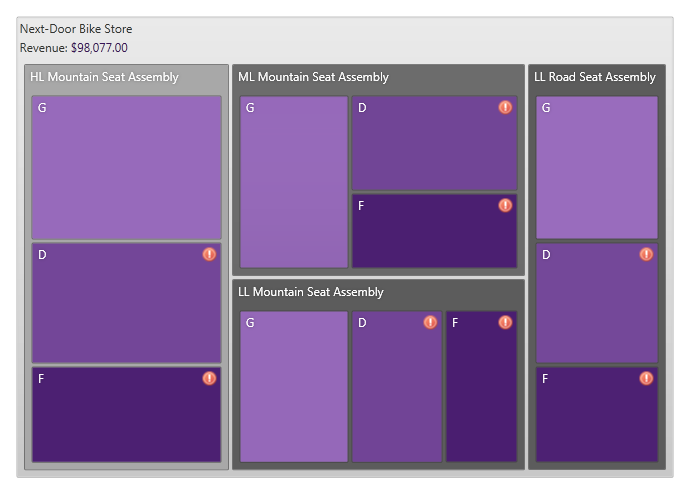 Next-Door Bike Store
Revenue: $98,077.00
HL Mountain Seat Assembly
G
D
F
ML Mountain Seat Assembly
G
D
F
LL Mountain Seat Assembly
G
D
F
LL Road Seat Assembly
G
D
F